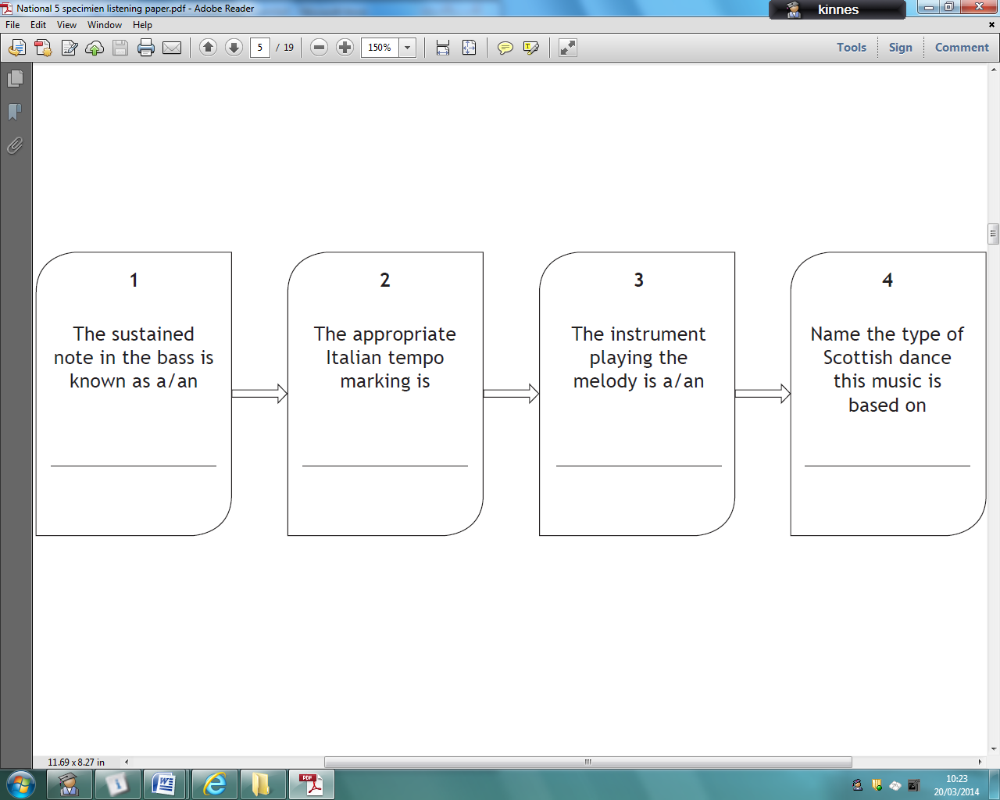 National 5 specimien listening paper.pdf - Adobe Reader
kinnes
File Edit View Window Help
5 / 19
150%
Tools Sign Comment
1
The sustained
note in the bass is
known as a/an
2
The appropriate
Italian tempo
marking is
3
The instrument
playing the
melody is a/an
4
Name the type of
Scottish dance
this music is
based on
11.69 x 8.27 in
10:23
20/03/2014